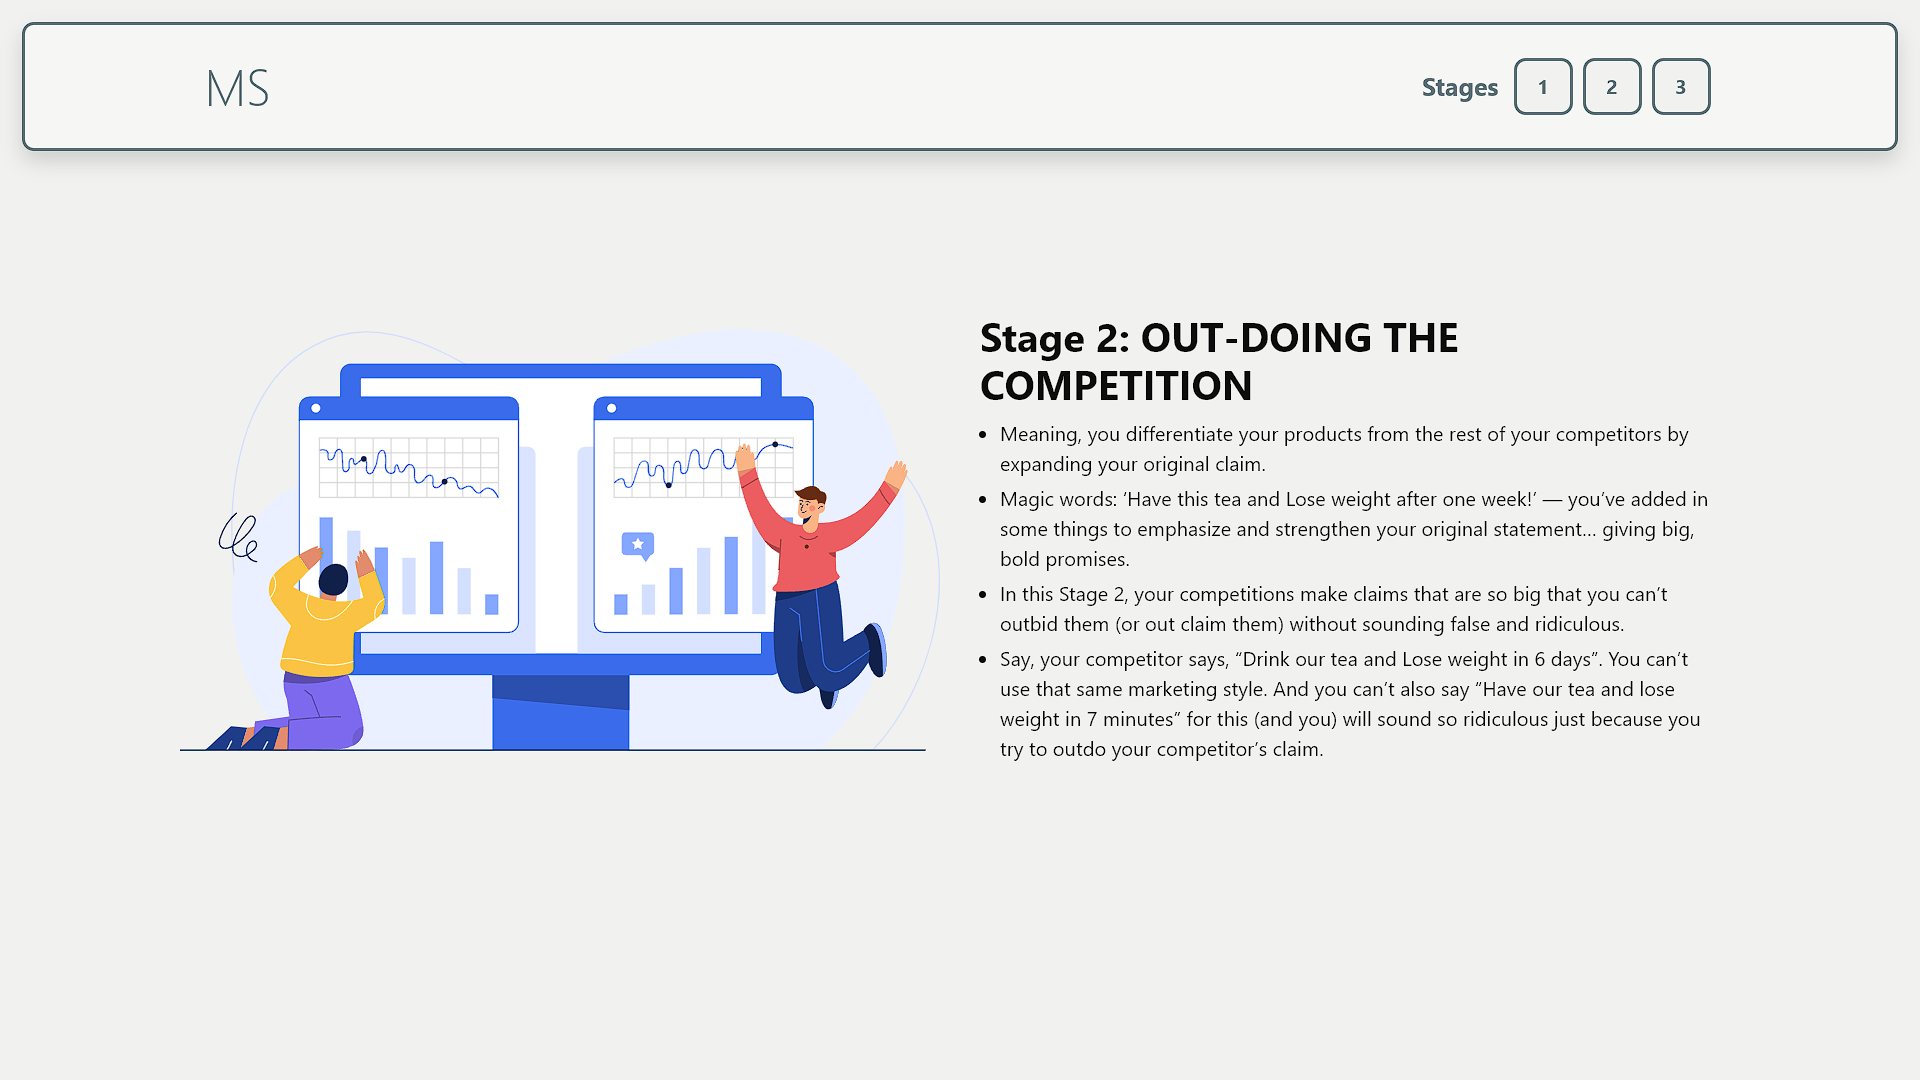 MS
Stages 1 2 3
Stage 2: OUT-DOING THE
COMPETITION
• Meaning, you differentiate your products from the rest of your competitors by
expanding your original claim.
• Magic words: ‘Have this tea and Lose weight after one week!’ — you’ve added in
some things to emphasize and strengthen your original statement… giving big,
bold promises.
• In this Stage 2, your competitions make claims that are so big that you can’t
outbid them (or out claim them) without sounding false and ridiculous.
• Say, your competitor says, “Drink our tea and Lose weight in 6 days”. You can’t
use that same marketing style. And you can’t also say “Have our tea and lose
weight in 7 minutes” for this (and you) will sound so ridiculous just because you
try to outdo your competitor’s claim.